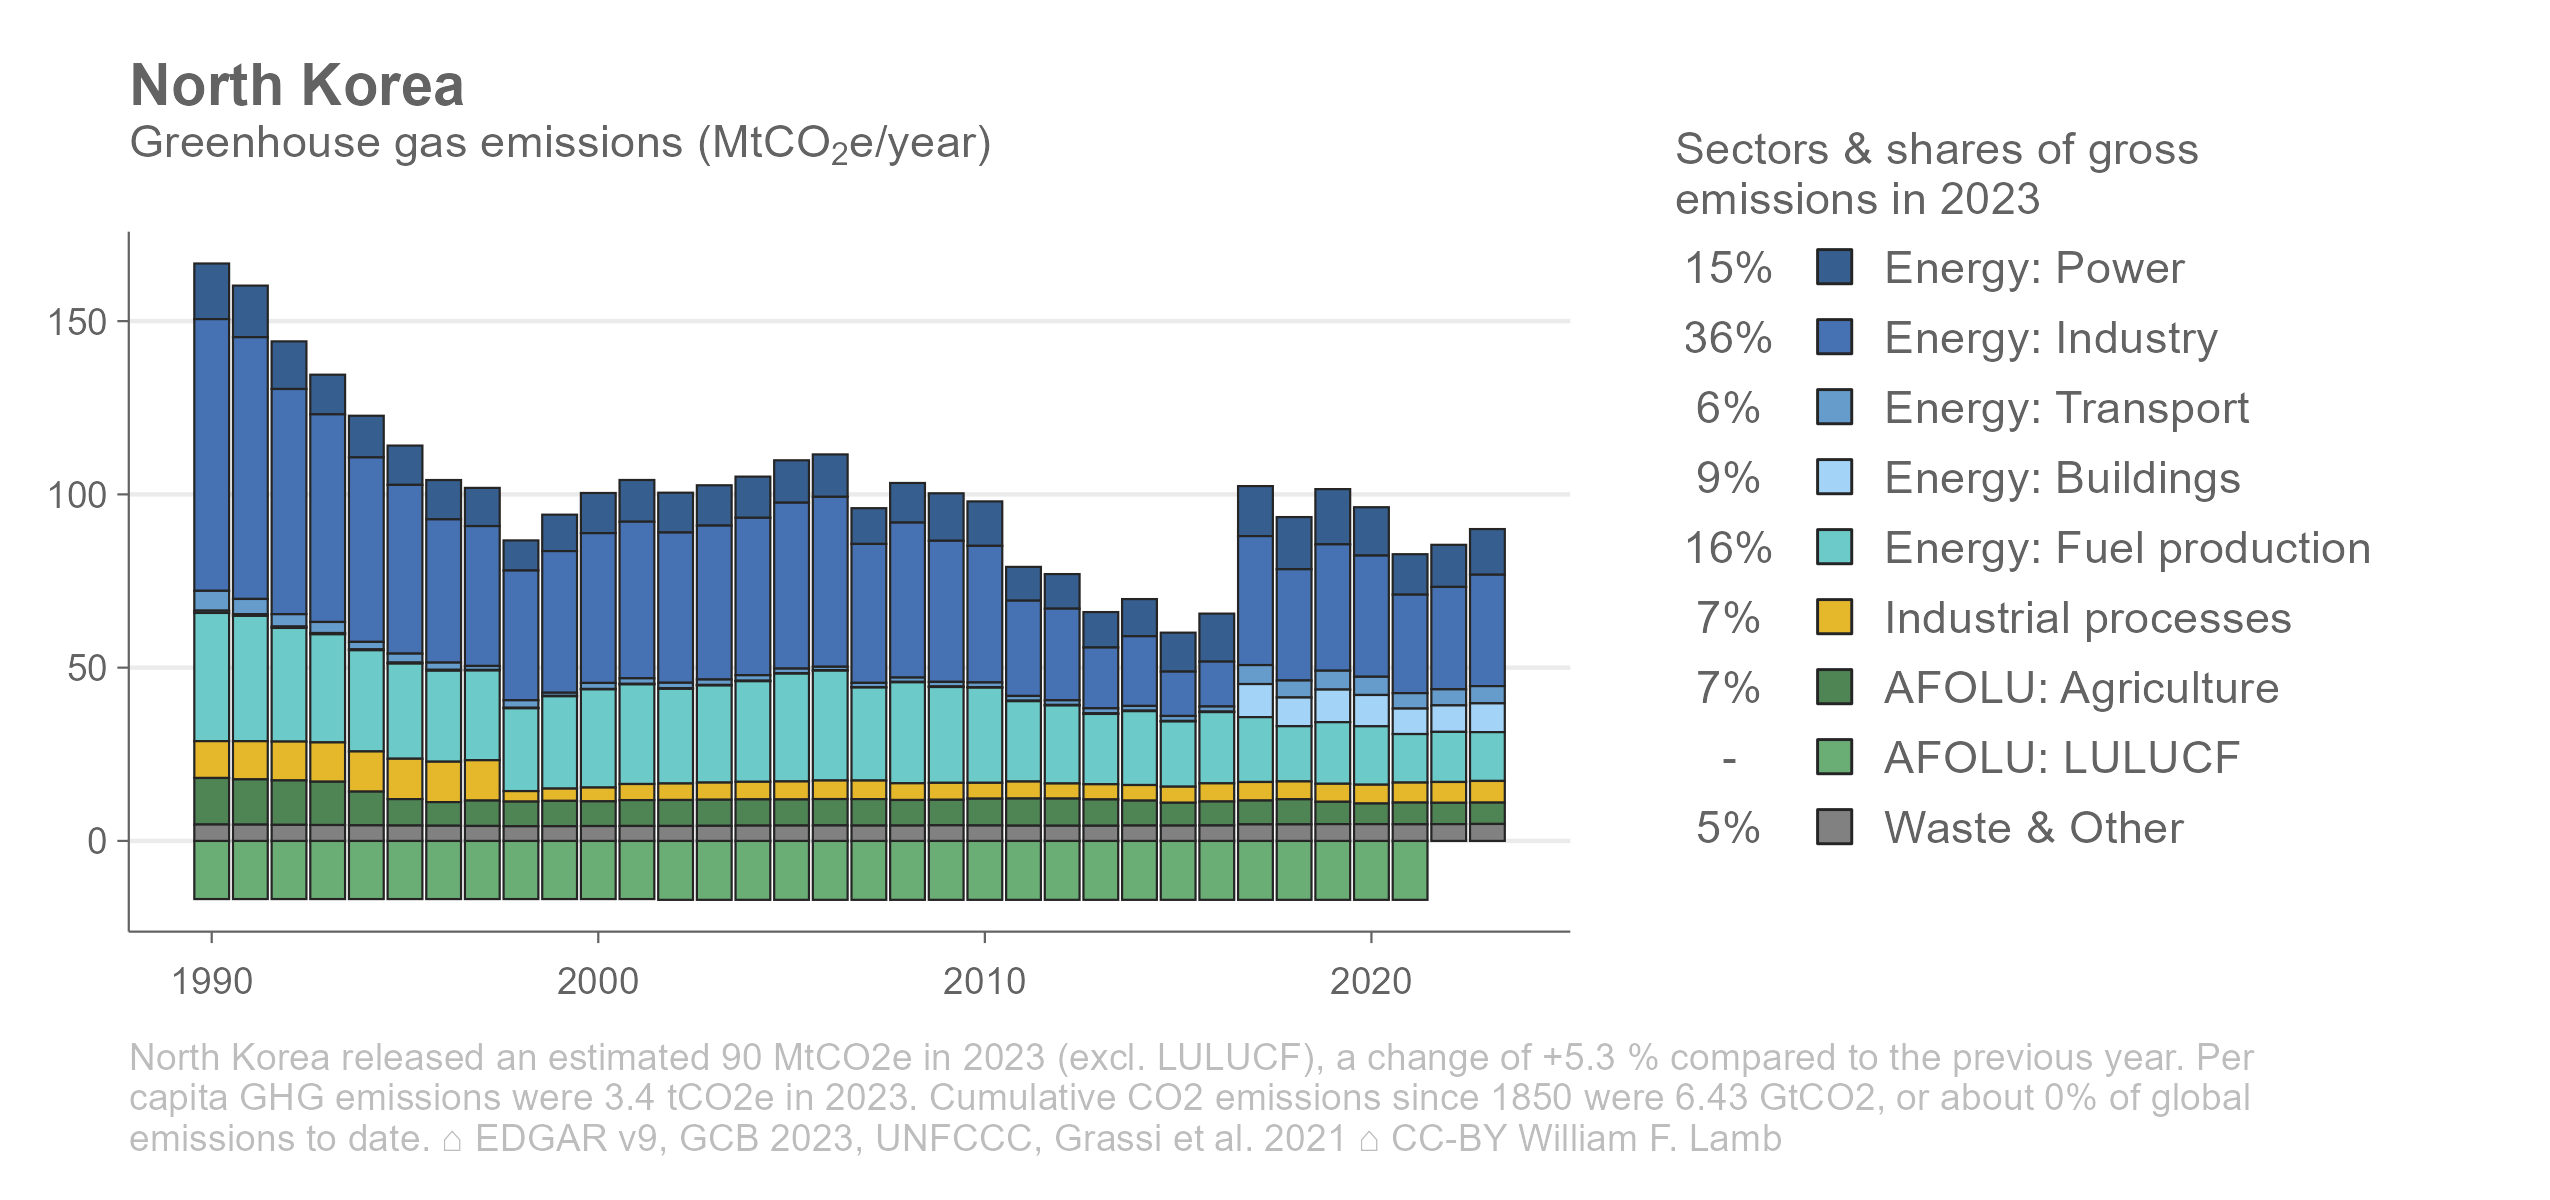 North Korea
Greenhouse gas emissions (MtCO₂e/year)
Sectors & shares of gross
emissions in 2023
15% Energy: Power
36% Energy: Industry
6% Energy: Transport
9% Energy: Buildings
16% Energy: Fuel production
7% Industrial processes
7% AFOLU: Agriculture
- AFOLU: LULUCF
5% Waste & Other
150
100
50
0
1990 2000 2010 2020
North Korea released an estimated 90 MtCO2e in 2023 (excl. LULUCF), a change of +5.3 % compared to the previous year. Per
capita GHG emissions were 3.4 tCO2e in 2023. Cumulative CO2 emissions since 1850 were 6.43 GtCO2, or about 0% of global
emissions to date. ⌂ EDGAR v9, GCB 2023, UNFCCC, Grassi et al. 2021 ⌂ CC-BY William F. Lamb